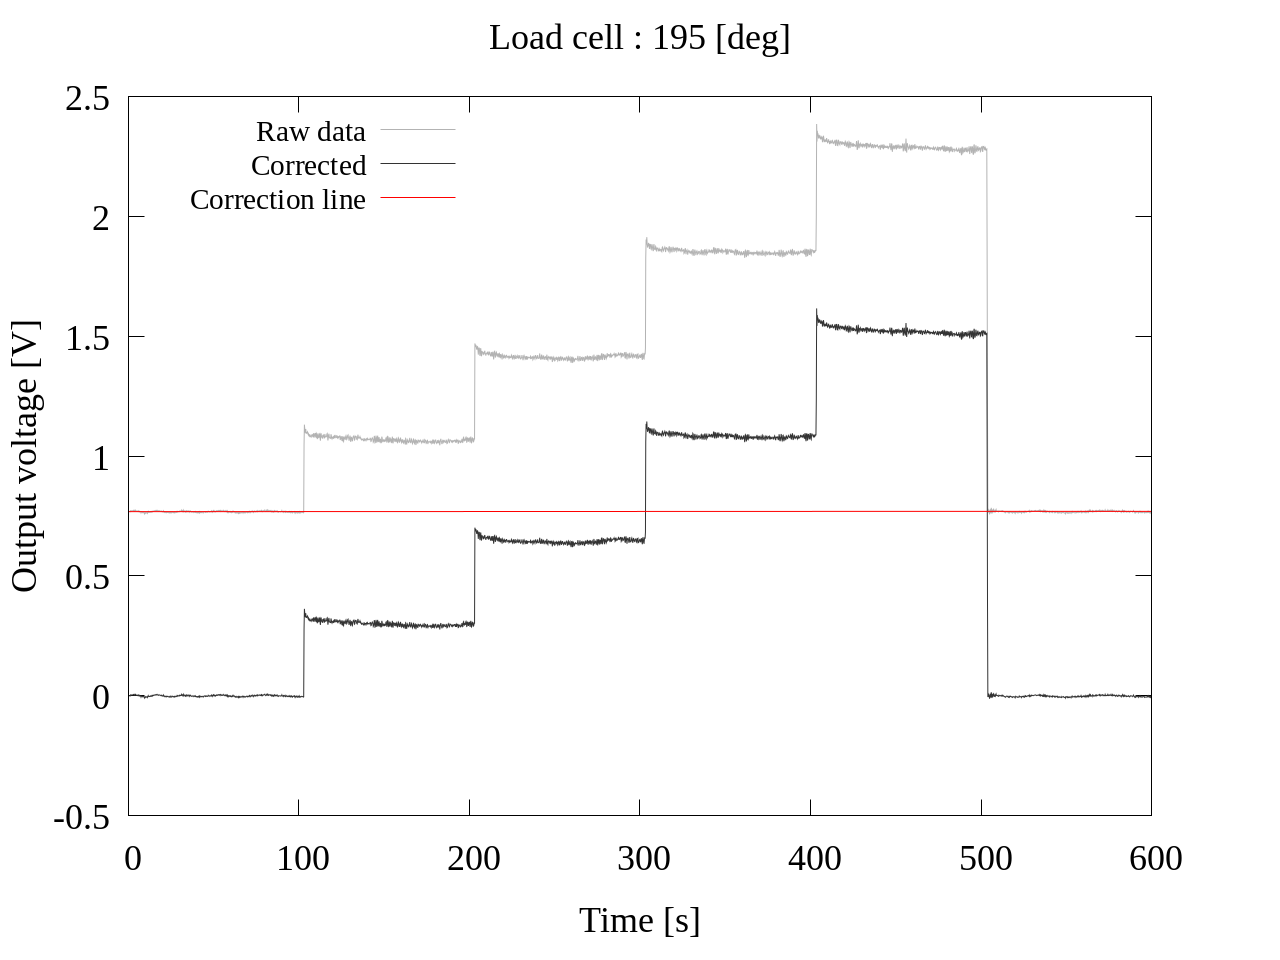 Load cell : 195 [deg]
2.5
2
1.5
1
0.5
0
-0.5
Raw data
Corrected
Correction line
Output voltage [V]
0 100 200 300 400 500 600
Time [s]